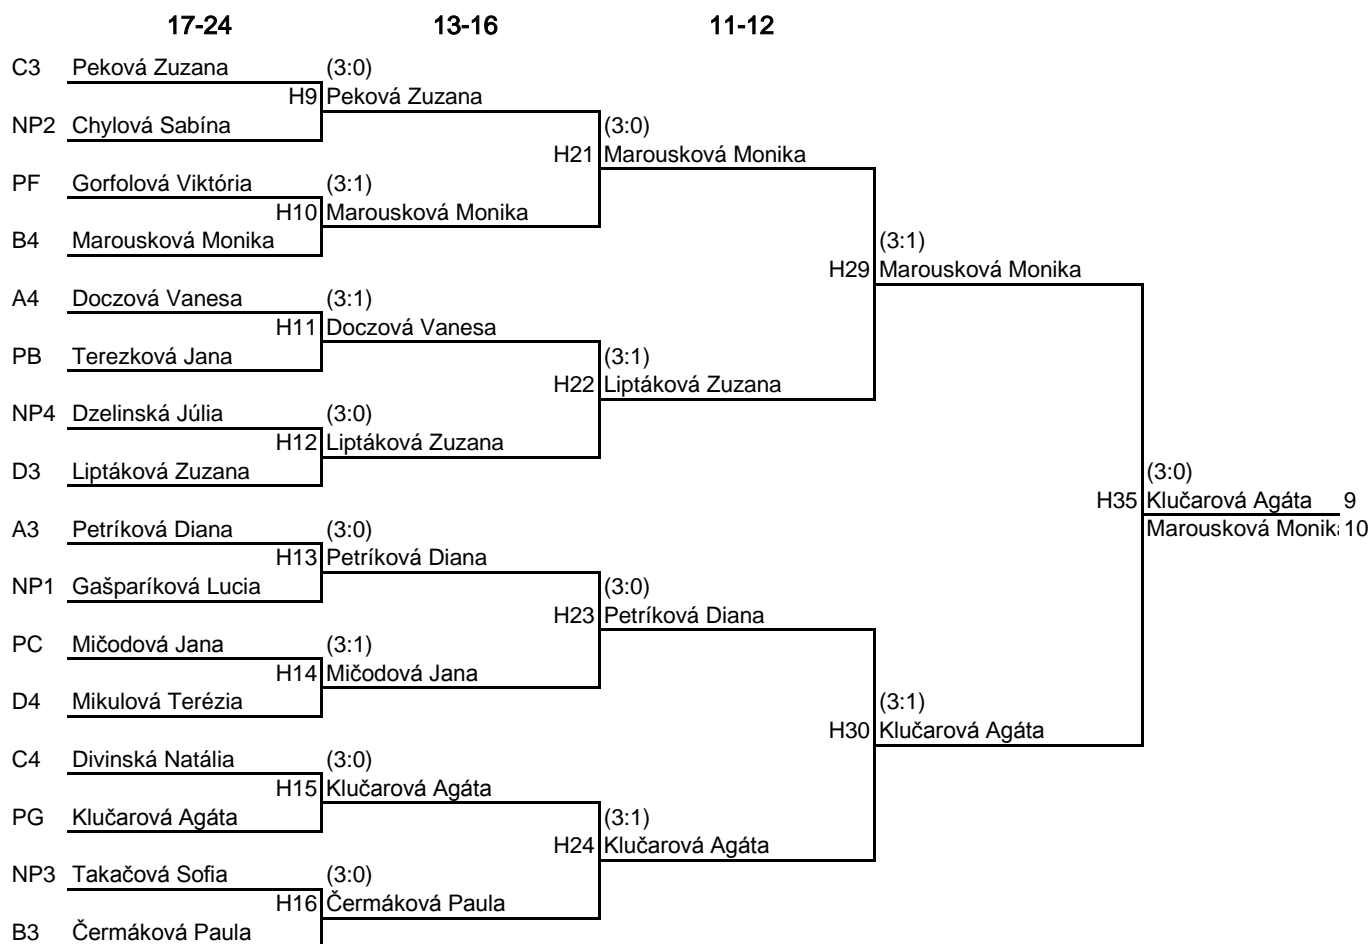 17-24 13-16 11-12
C3 Peková Zuzana (3:0)
H9 Peková Zuzana
NP2 Chylová Sabína (3:0)
H21 Marousková Monika
PF Gorfolová Viktória (3:1)
H10 Marousková Monika
B4 Marousková Monika (3:1)
H29 Marousková Monika
A4 Doczová Vanesa (3:1)
H11 Doczová Vanesa
PB Terezková Jana (3:1)
H22 Liptáková Zuzana
NP4 Dzelinská Júlia (3:0)
H12 Liptáková Zuzana
D3 Liptáková Zuzana (3:0)
H35 Klučarová Agáta 9
A3 Petríková Diana (3:0) Marousková Monik 10
H13 Petríková Diana
NP1 Gašparíková Lucia (3:0)
H23 Petríková Diana
PC Mičodová Jana (3:1)
H14 Mičodová Jana
D4 Mikulová Terézia (3:1)
H30 Klučarová Agáta
C4 Divinská Natália (3:0)
H15 Klučarová Agáta
PG Klučarová Agáta (3:1)
H24 Klučarová Agáta
NP3 Takačová Sofia (3:0)
H16 Čermáková Paula
B3 Čermáková Paula